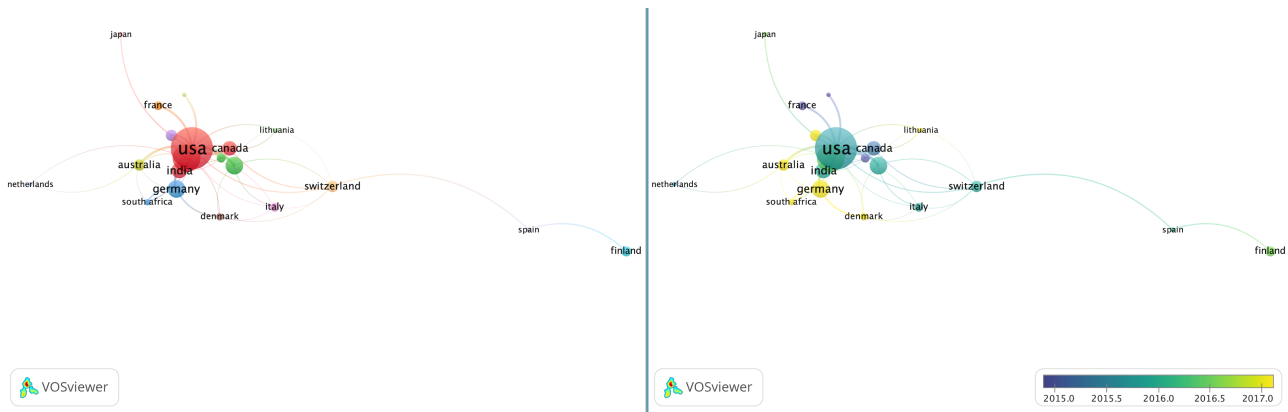 japan
france
lithuania
usa
canada
australia
india
netherlands
germany
switzerland
south africa
italy
denmark
spain
finland
VOSviewer
japan
france
lithuania
usa
canada
australia
india
netherlands
germany
switzerland
south africa
italy
denmark
spain
finland
VOSviewer
2015.0 2015.5 2016.0 2016.5 2017.0